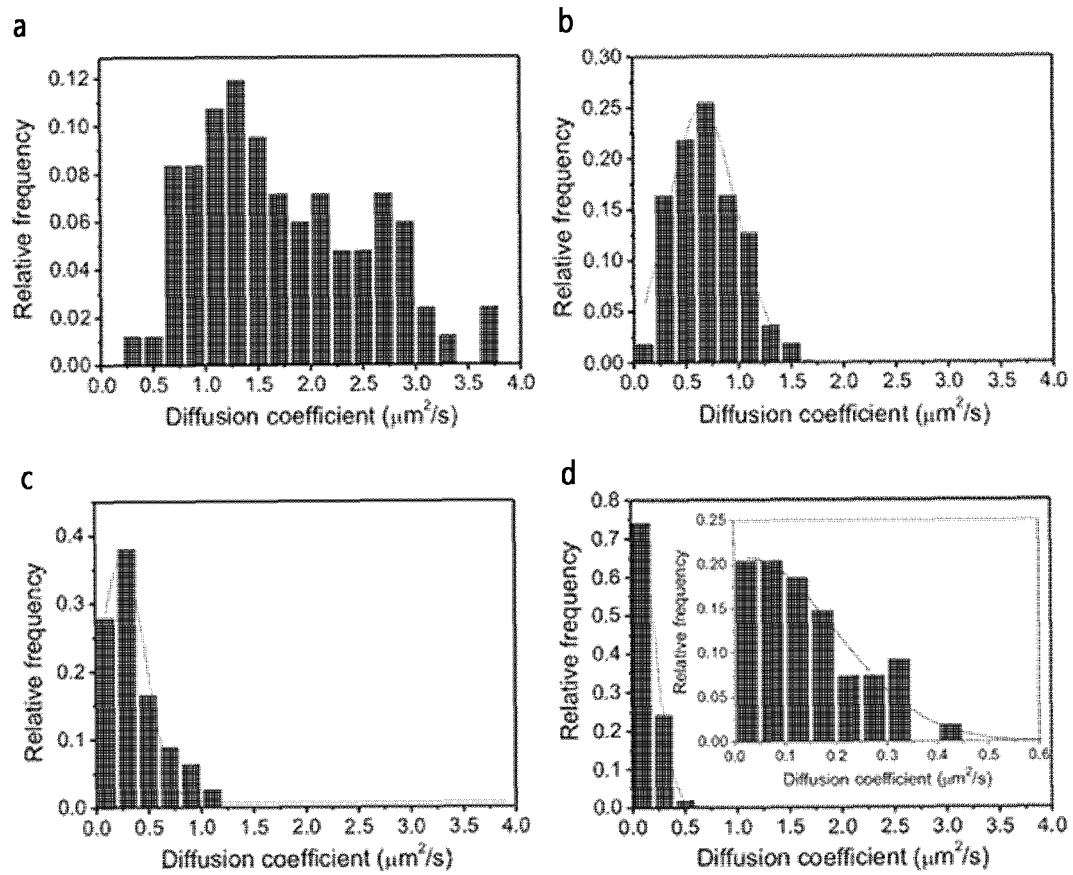 a
0.12
0.10
0.08
0.06
0.04
0.02
0.00
Relative frequency
0.0 0.5 1.0 1.5 2.0 2.5 3.0 3.5 4.0
Diffusion coefficient (μm²/s)
b
0.30
0.25
0.20
0.15
0.10
0.05
0.00
Relative frequency
0.0 0.5 1.0 1.5 2.0 2.5 3.0 3.5 4.0
Diffusion coefficient (μm²/s)
c
0.4
0.3
0.2
0.1
0.0
Relative frequency
0.0 0.5 1.0 1.5 2.0 2.5 3.0 3.5 4.0
Diffusion coefficient (μm²/s)
d
0.8
0.7
0.6
0.5
0.4
0.3
0.2
0.1
0.0
Relative frequency
0.0 0.5 1.0 1.5 2.0 2.5 3.0 3.5 4.0
Diffusion coefficient (μm²/s)
0.25
0.20
0.15
0.10
0.05
0.00
Relative frequency
0.0 0.1 0.2 0.3 0.4 0.5 0.6
Diffusion coefficient (μm²/s)